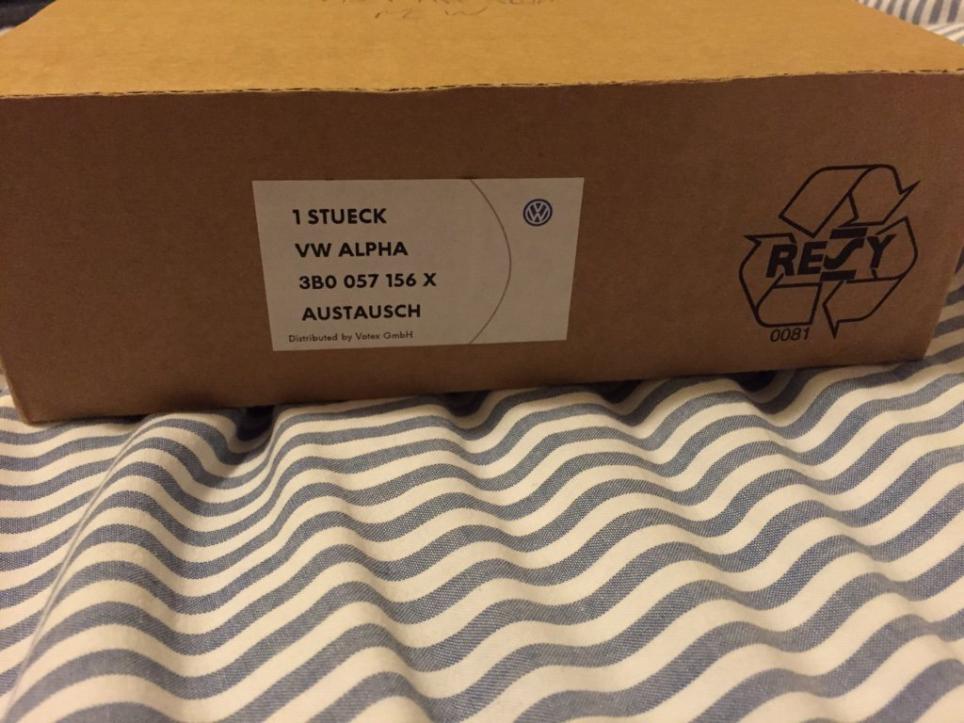 1 STUECK
VW ALPHA
3B0 057 156 X
AUSTAUSCH
Distributed by Votex GmbH
RESY
0081